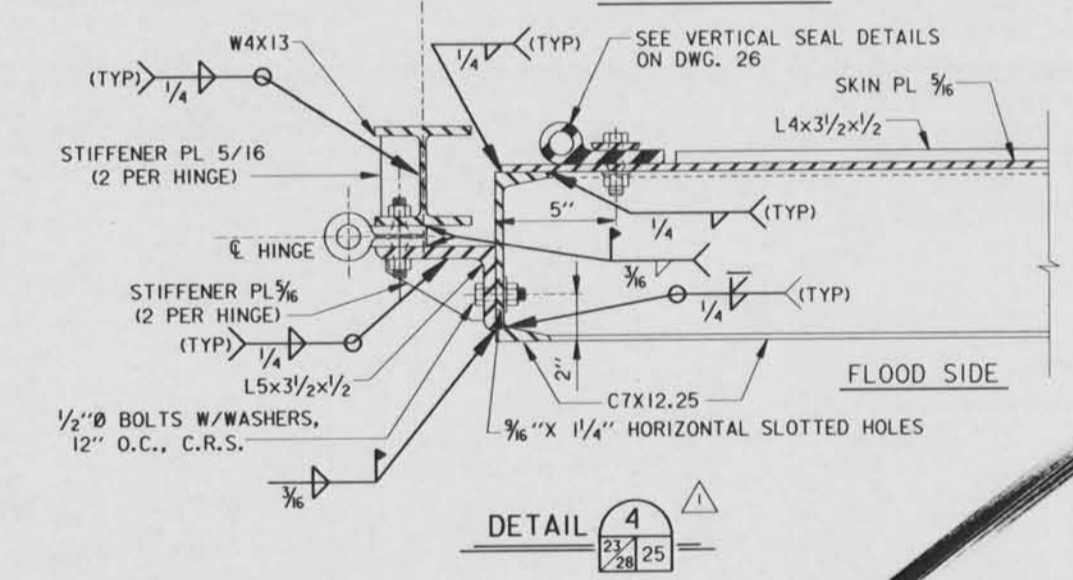 W4X13
(TYP)
1/4
1/4
(TYP)
SEE VERTICAL SEAL DETAILS
ON DWG. 26
SKIN PL 5/16
L4x3 1/2x1/2
STIFFENER PL 5/16
(2 PER HINGE)
5"
1/4
(TYP)
℄ HINGE
3/16
STIFFENER PL 5/16
(2 PER HINGE)
1/4
(TYP)
(TYP)
1/4
2"
L5x3 1/2x1/2
FLOOD SIDE
C7X12.25
1/2"Ø BOLTS W/WASHERS,
12" O.C., C.R.S.
9/16"X 1 1/4" HORIZONTAL SLOTTED HOLES
3/16
DETAIL
4
23/28
25
1